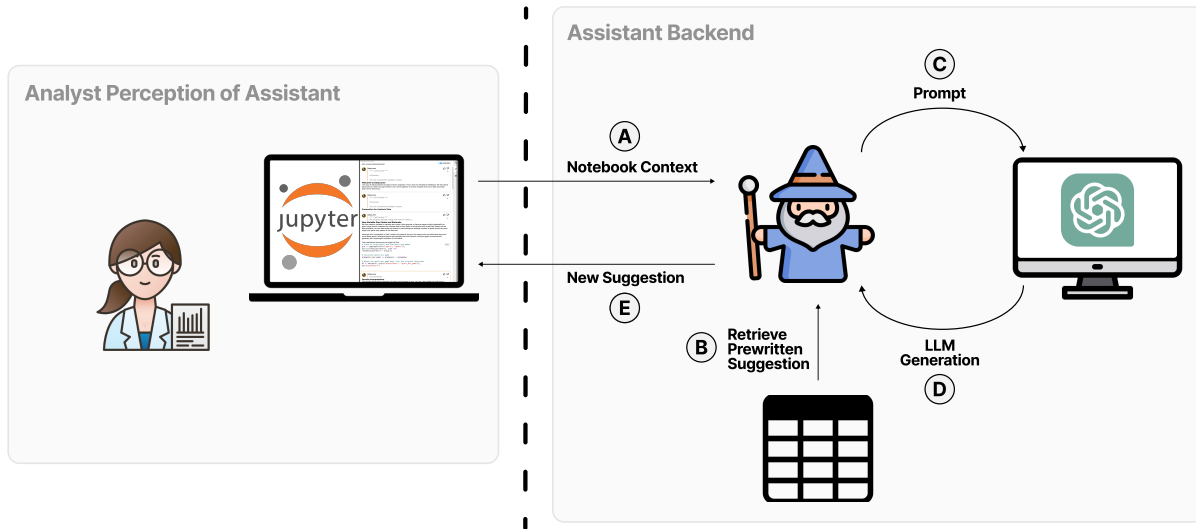 Analyst Perception of Assistant
jupyter
Assistant Backend
A
Notebook Context
New Suggestion
E
B
Retrieve
Prewritten
Suggestion
C
Prompt
LLM
Generation
D